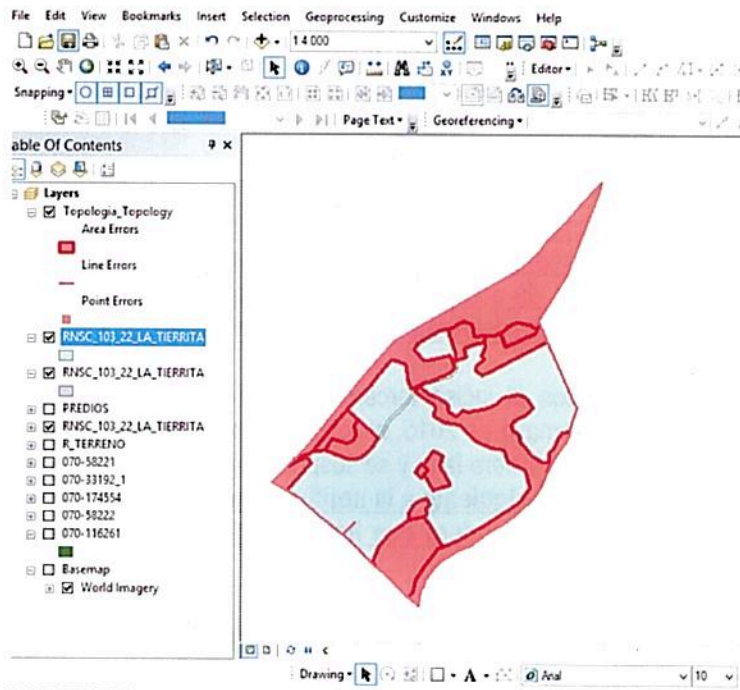 File Edit View Bookmarks Insert Selection Geoprocessing Customize Windows Help
1:4.000
Editor
Snapping
Page Text Georeferencing
able Of Contents
Layers
Topologia_Topology
Area Errors
Line Errors
Point Errors
RNSC_103_22_LA_TIERRITA
RNSC_103_22_LA_TIERRITA
PREDIOS
RNSC_103_22_LA_TIERRITA
R_TERRENO
070-58221
070-33192_1
070-174554
070-58222
070-116261
Basemap
World Imagery
Drawing A Arial 10